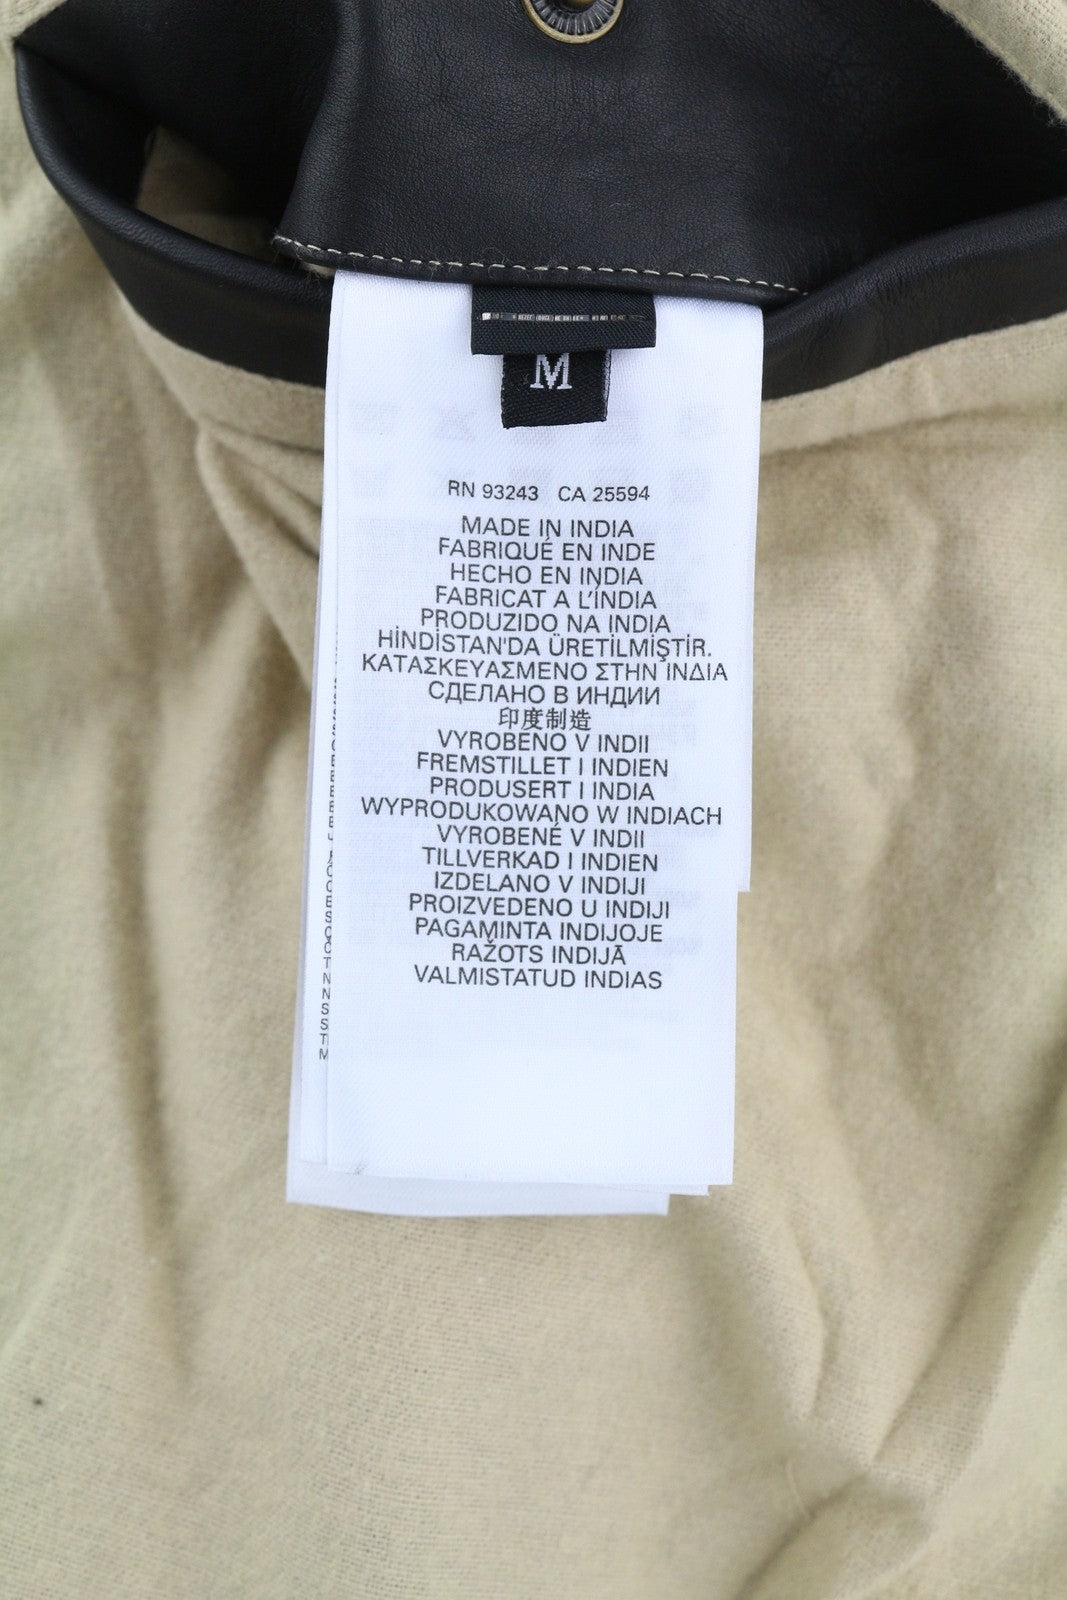 M
RN 93243 CA 25594
MADE IN INDIA
FABRIQUÉ EN INDE
HECHO EN INDIA
FABRICAT A L'ÍNDIA
PRODUZIDO NA INDIA
HİNDİSTAN'DA ÜRETİLMİŞTİR.
ΚΑΤΑΣΚΕΥΑΣΜΕΝΟ ΣΤΗΝ ΙΝΔΙΑ
СДЕЛАНО В ИНДИИ
印度制造
VYROBENO V INDII
FREMSTILLET I INDIEN
PRODUSERT I INDIA
WYPRODUKOWANO W INDIACH
VYROBENÉ V INDII
TILLVERKAD I INDIEN
IZDELANO V INDIJI
PROIZVEDENO U INDIJI
PAGAMINTA INDIJOJE
RAŽOTS INDIJĀ
VALMISTATUD INDIAS